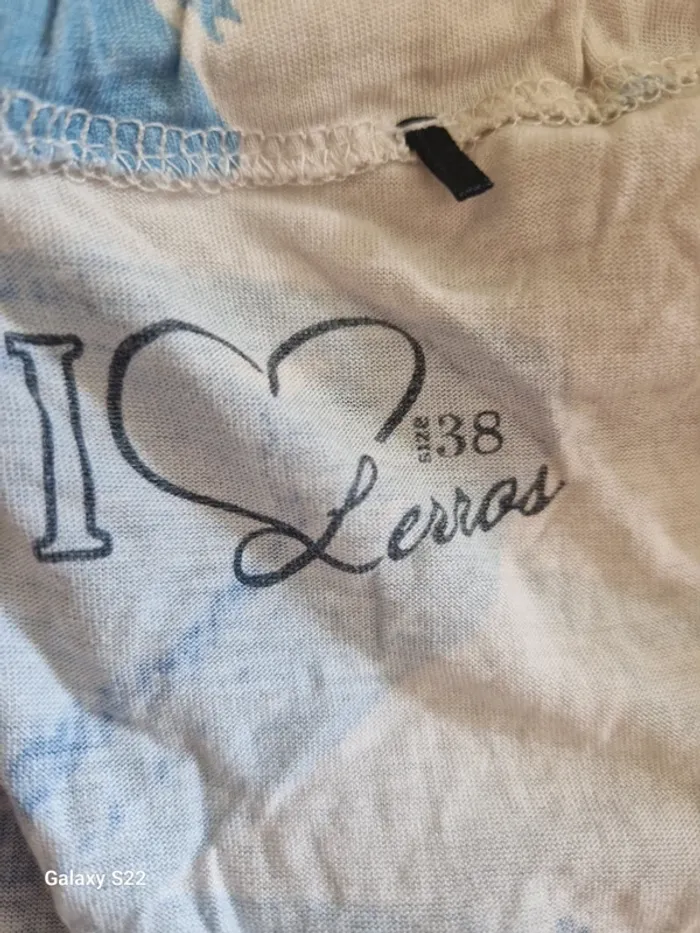 I
size 38
Lerros
Galaxy S22